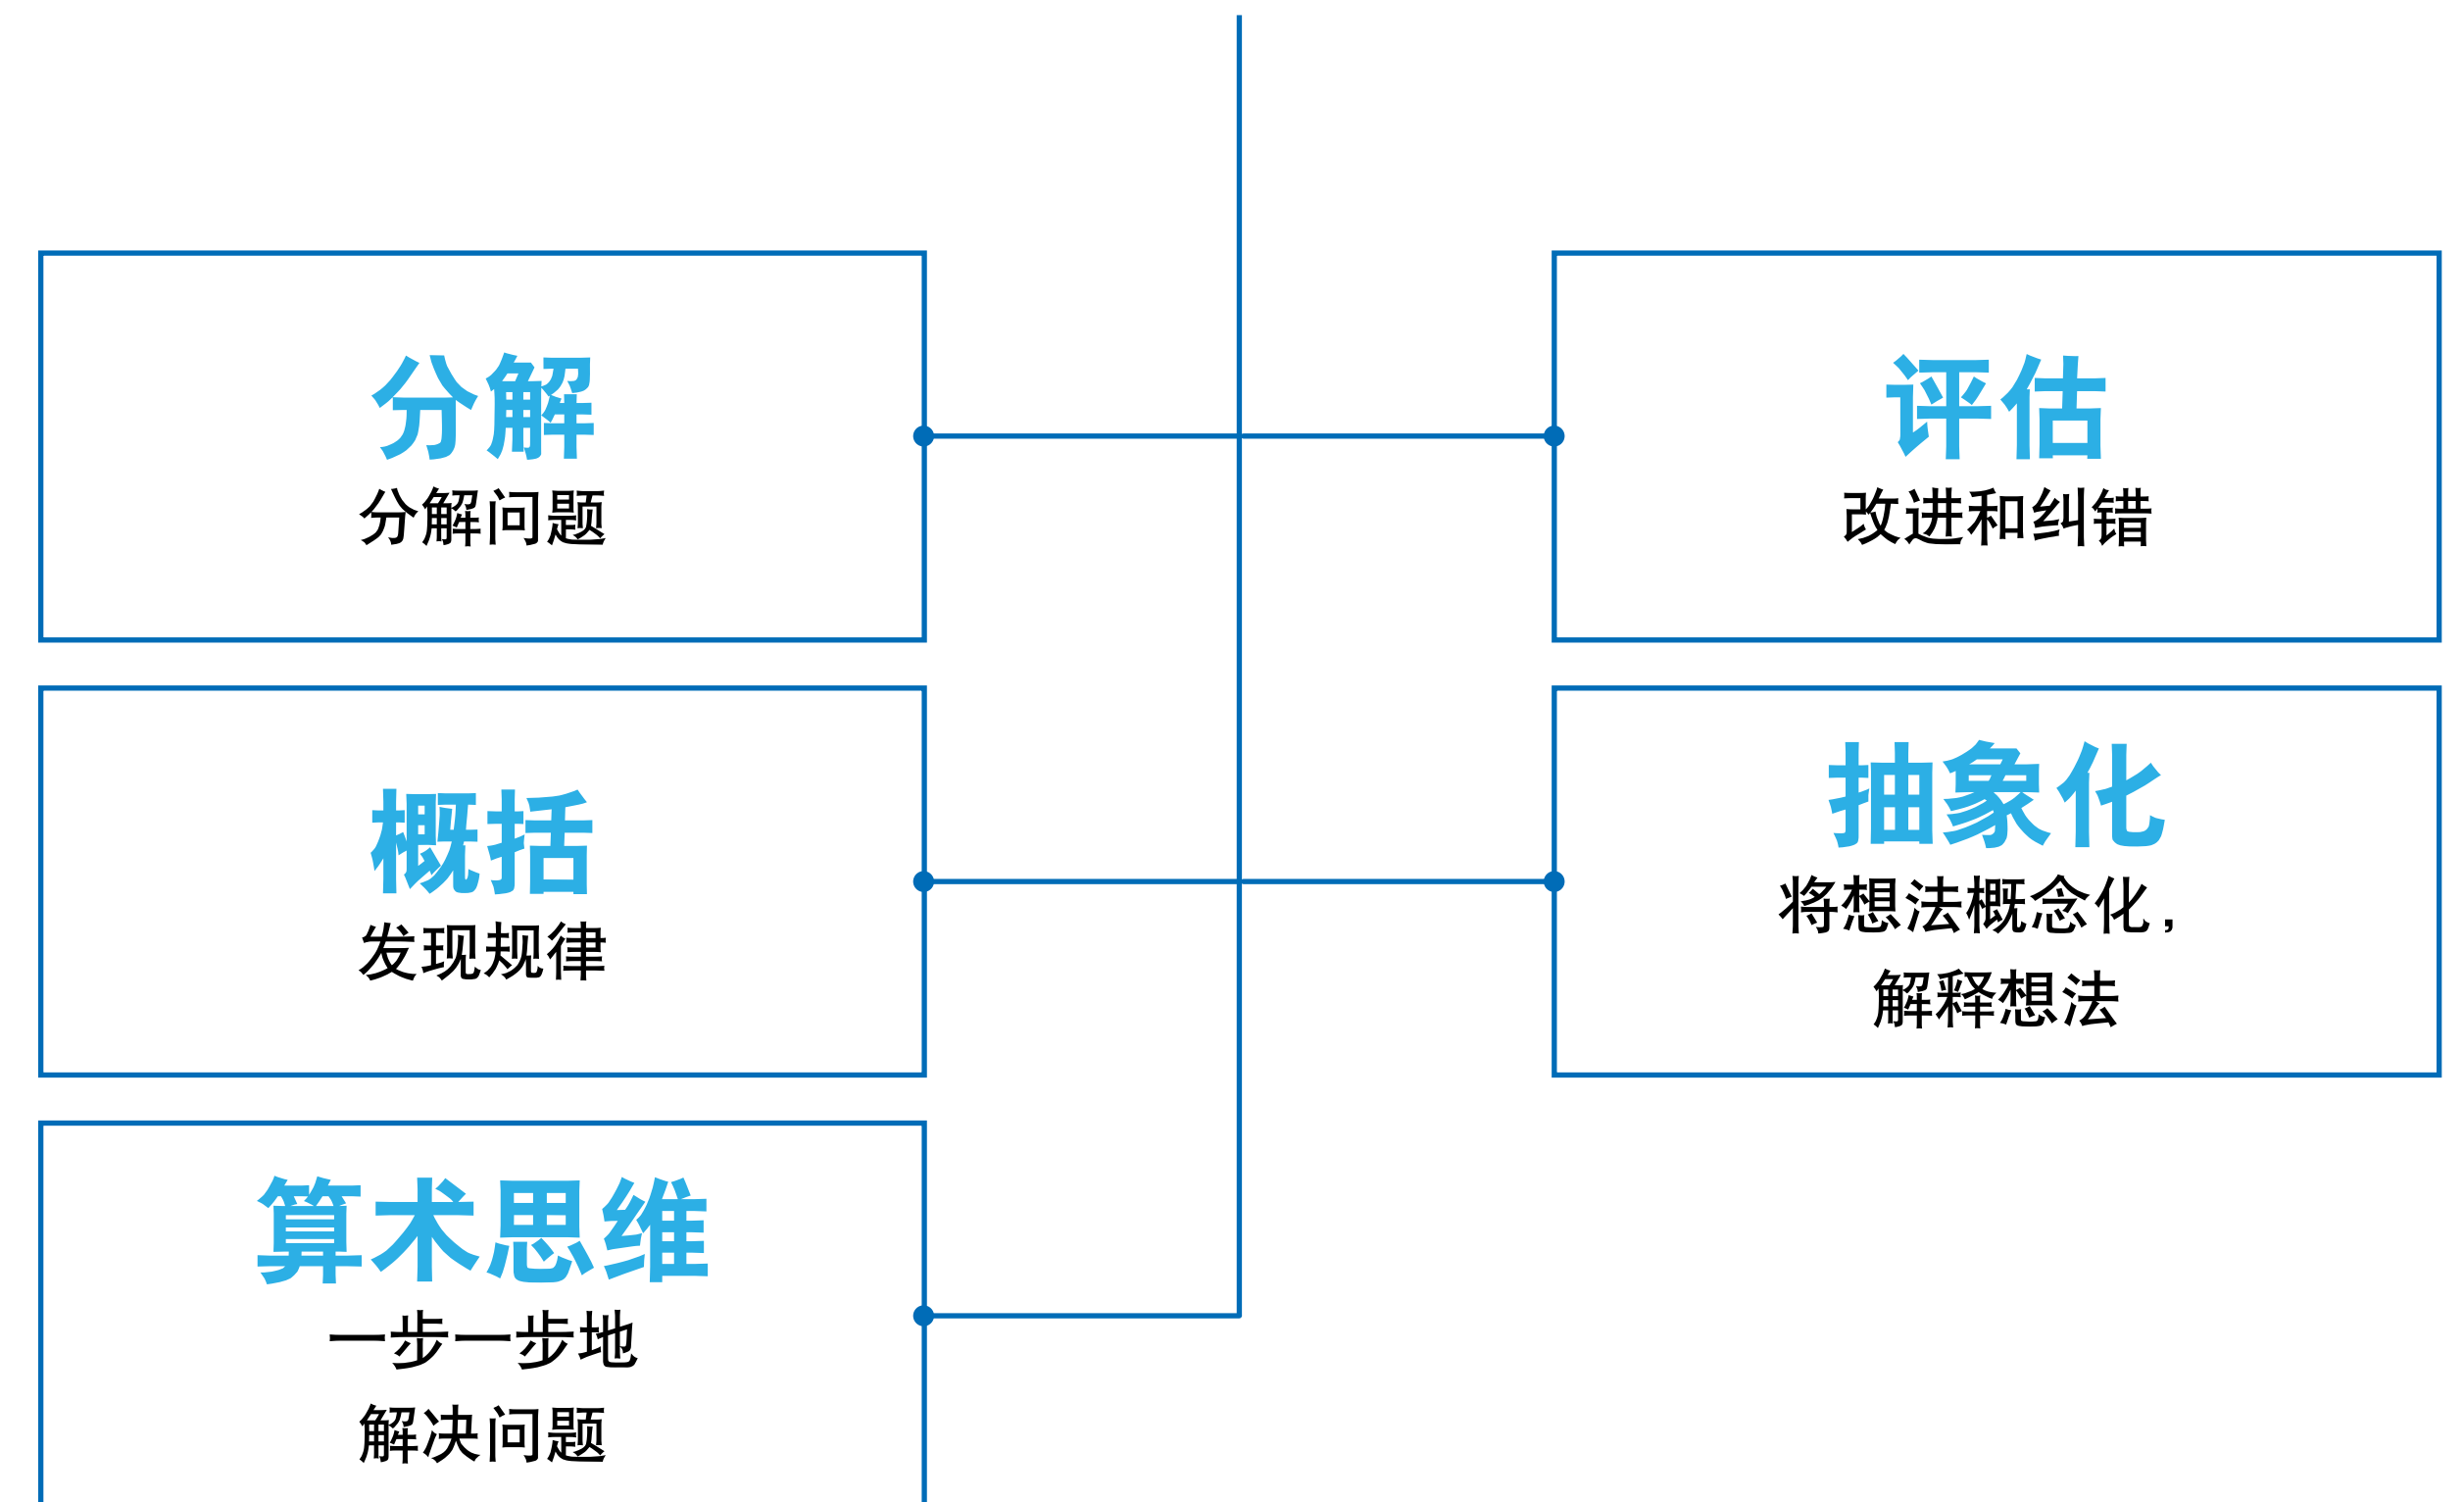 分解
分解问题
评估
改进和纠错
概括
发现规律
抽象化
将想法概念化，
解释想法
算术思维
一步一步地
解决问题